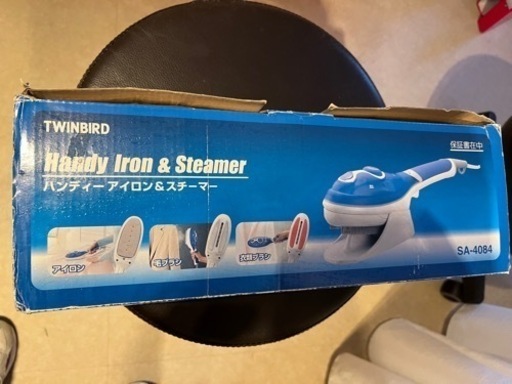 TWINBIRD
Handy Iron & Steamer
ハンディーアイロン&スチーマー
保証書在中
アイロン
毛ブラシ
衣類ブラシ
SA-4084